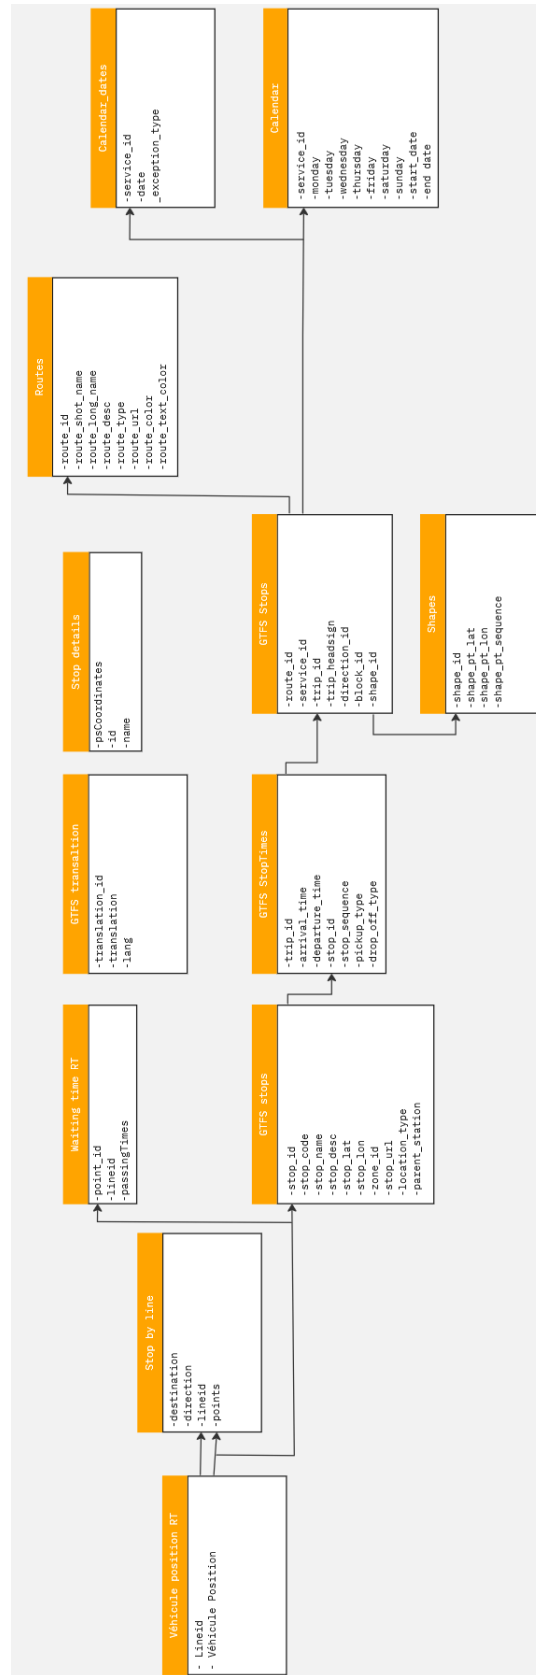 Véhicule position RT
- Lineid
- Véhicule Position
Stop by line
-destination
-direction
-lineid
-points
Waiting time RT
-point_id
-lineid
-passingTimes
GTFS stops
-stop_id
-stop_code
-stop_name
-stop_desc
-stop_lat
-stop_lon
-zone_id
-stop_url
-location_type
-parent_station
GTFS transaltion
-translation_id
-translation
-lang
GTFS StopTimes
-trip_id
-arrival_time
-departure_time
-stop_id
-stop_sequence
-pickup_type
-drop_off_type
Stop details
-psCoordinates
-id
-name
GTFS Stops
-route_id
-service_id
-trip_id
-trip_headsign
-direction_id
-block_id
-shape_id
Shapes
-shape_id
-shape_pt_lat
-shape_pt_lon
-shape_pt_sequence
Routes
-route_id
-route_shot_name
-route_long_name
-route_desc
-route_type
-route_url
-route_color
-route_text_color
Calendar_dates
-service_id
-date
_exception_type
Calendar
-service_id
-monday
-tuesday
-wednesday
-thursday
-friday
-saturday
-sunday
-start_date
-end date